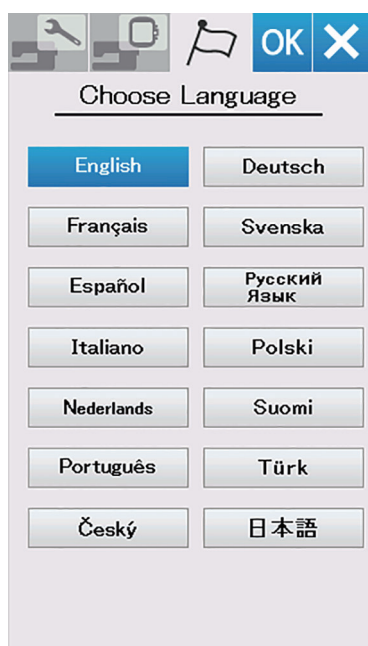 OK
Choose Language
English
Deutsch
Français
Svenska
Español
Русский
Язык
Italiano
Polski
Nederlands
Suomi
Português
Türk
Český
日本語